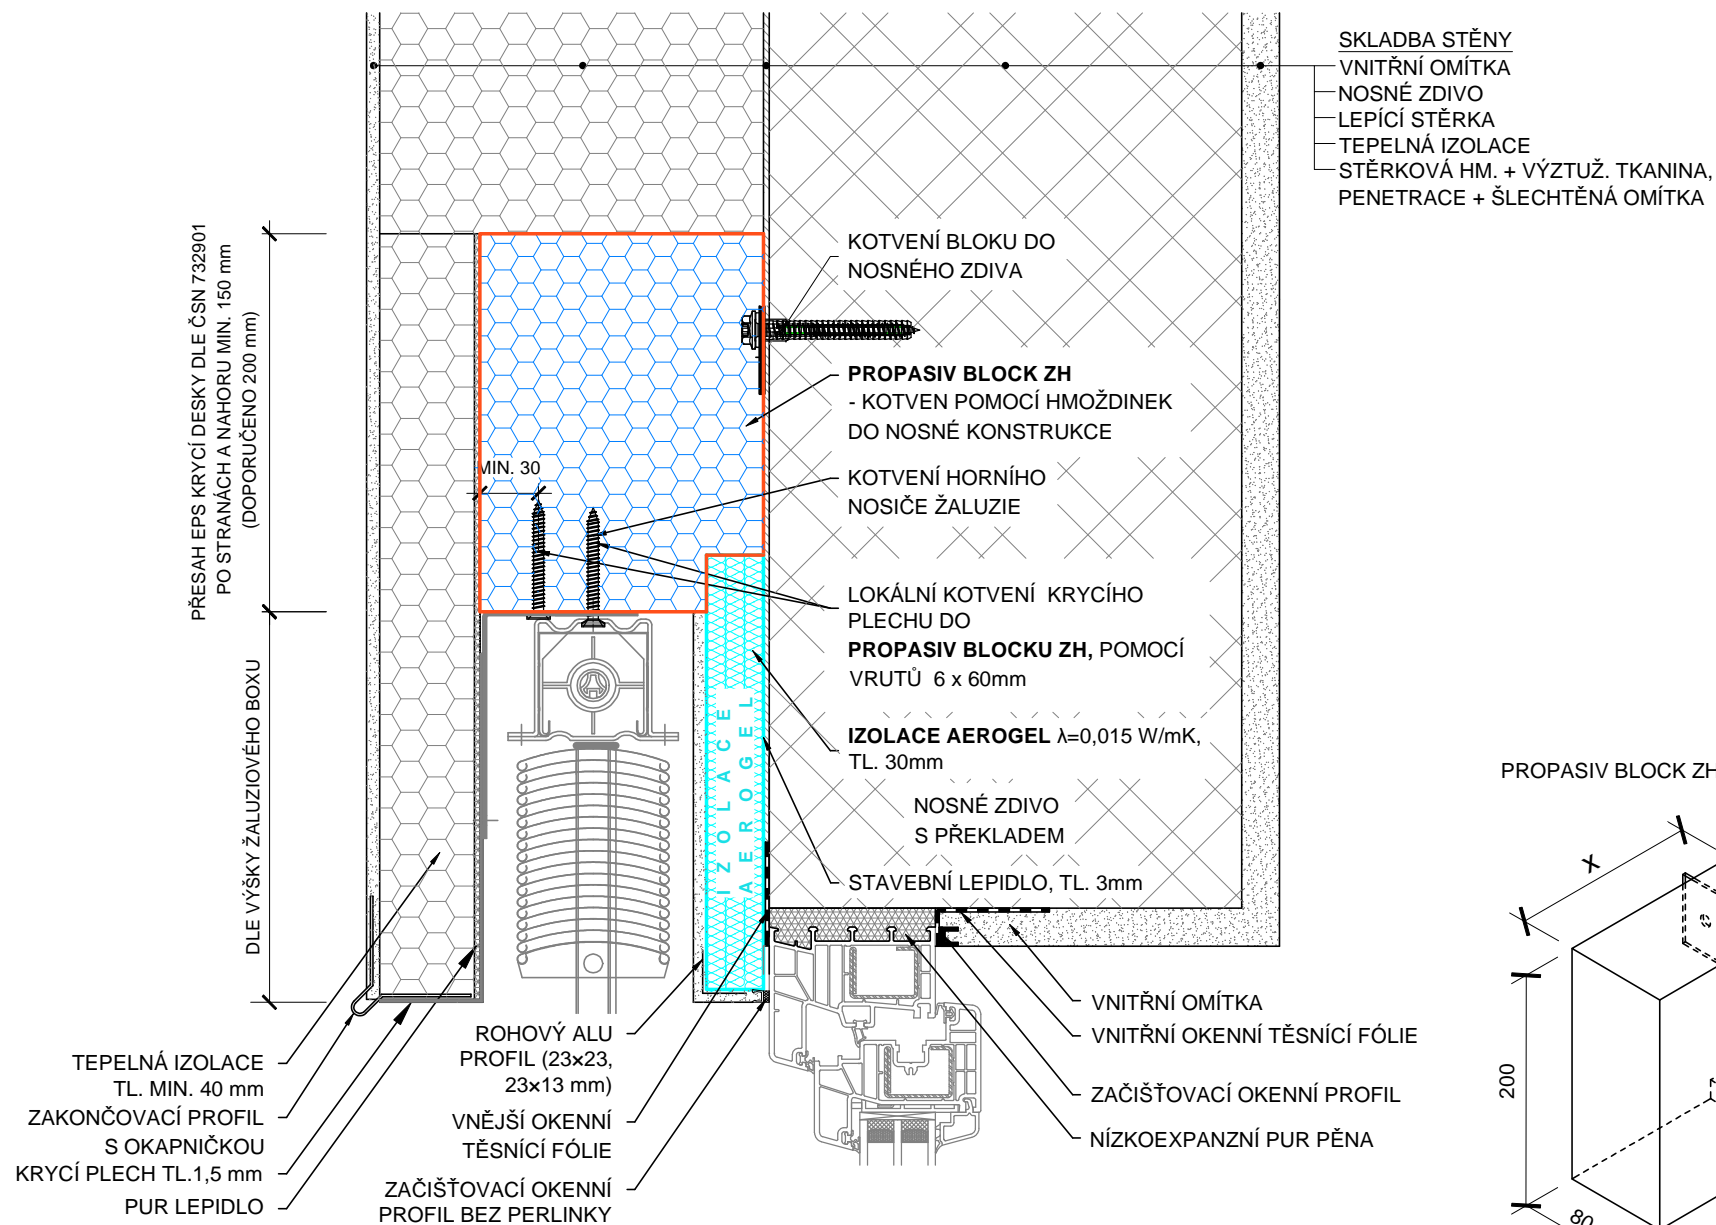 SKLADBA STĚNY
VNITŘNÍ OMÍTKA
NOSNÉ ZDIVO
LEPÍCÍ STĚRKA
TEPELNÁ IZOLACE
STĚRKOVÁ HM. + VÝZTUŽ. TKANINA,
PENETRACE + ŠLECHTĚNÁ OMÍTKA
PŘESAH EPS KRYCÍ DESKY DLE ČSN 732901
PO STRANÁCH A NAHORU MIN. 150 mm
(DOPORUČENO 200 mm)
DLE VÝŠKY ŽALUZIOVÉHO BOXU
KOTVENÍ BLOKU DO
NOSNÉHO ZDIVA
PROPASIV BLOCK ZH
- KOTVEN POMOCÍ HMOŽDINEK
DO NOSNÉ KONSTRUKCE
MIN. 30
KOTVENÍ HORNÍHO
NOSIČE ŽALUZIE
LOKÁLNÍ KOTVENÍ KRYCÍHO
PLECHU DO
PROPASIV BLOCKU ZH, POMOCÍ
VRUTŮ 6 x 60mm
IZOLACE AEROGEL λ=0,015 W/mK,
TL. 30mm
IZOLACE
AEROGEL
NOSNÉ ZDIVO
S PŘEKLADEM
STAVEBNÍ LEPIDLO, TL. 3mm
TEPELNÁ IZOLACE
TL. MIN. 40 mm
ZAKONČOVACÍ PROFIL
S OKAPNIČKOU
KRYCÍ PLECH TL.1,5 mm
PUR LEPIDLO
ROHOVÝ ALU
PROFIL (23×23,
23×13 mm)
VNĚJŠÍ OKENNÍ
TĚSNÍCÍ FÓLIE
ZAČIŠŤOVACÍ OKENNÍ
PROFIL BEZ PERLINKY
VNITŘNÍ OMÍTKA
VNITŘNÍ OKENNÍ TĚSNÍCÍ FÓLIE
ZAČIŠŤOVACÍ OKENNÍ PROFIL
NÍZKOEXPANZNÍ PUR PĚNA
PROPASIV BLOCK ZH
X
200
80